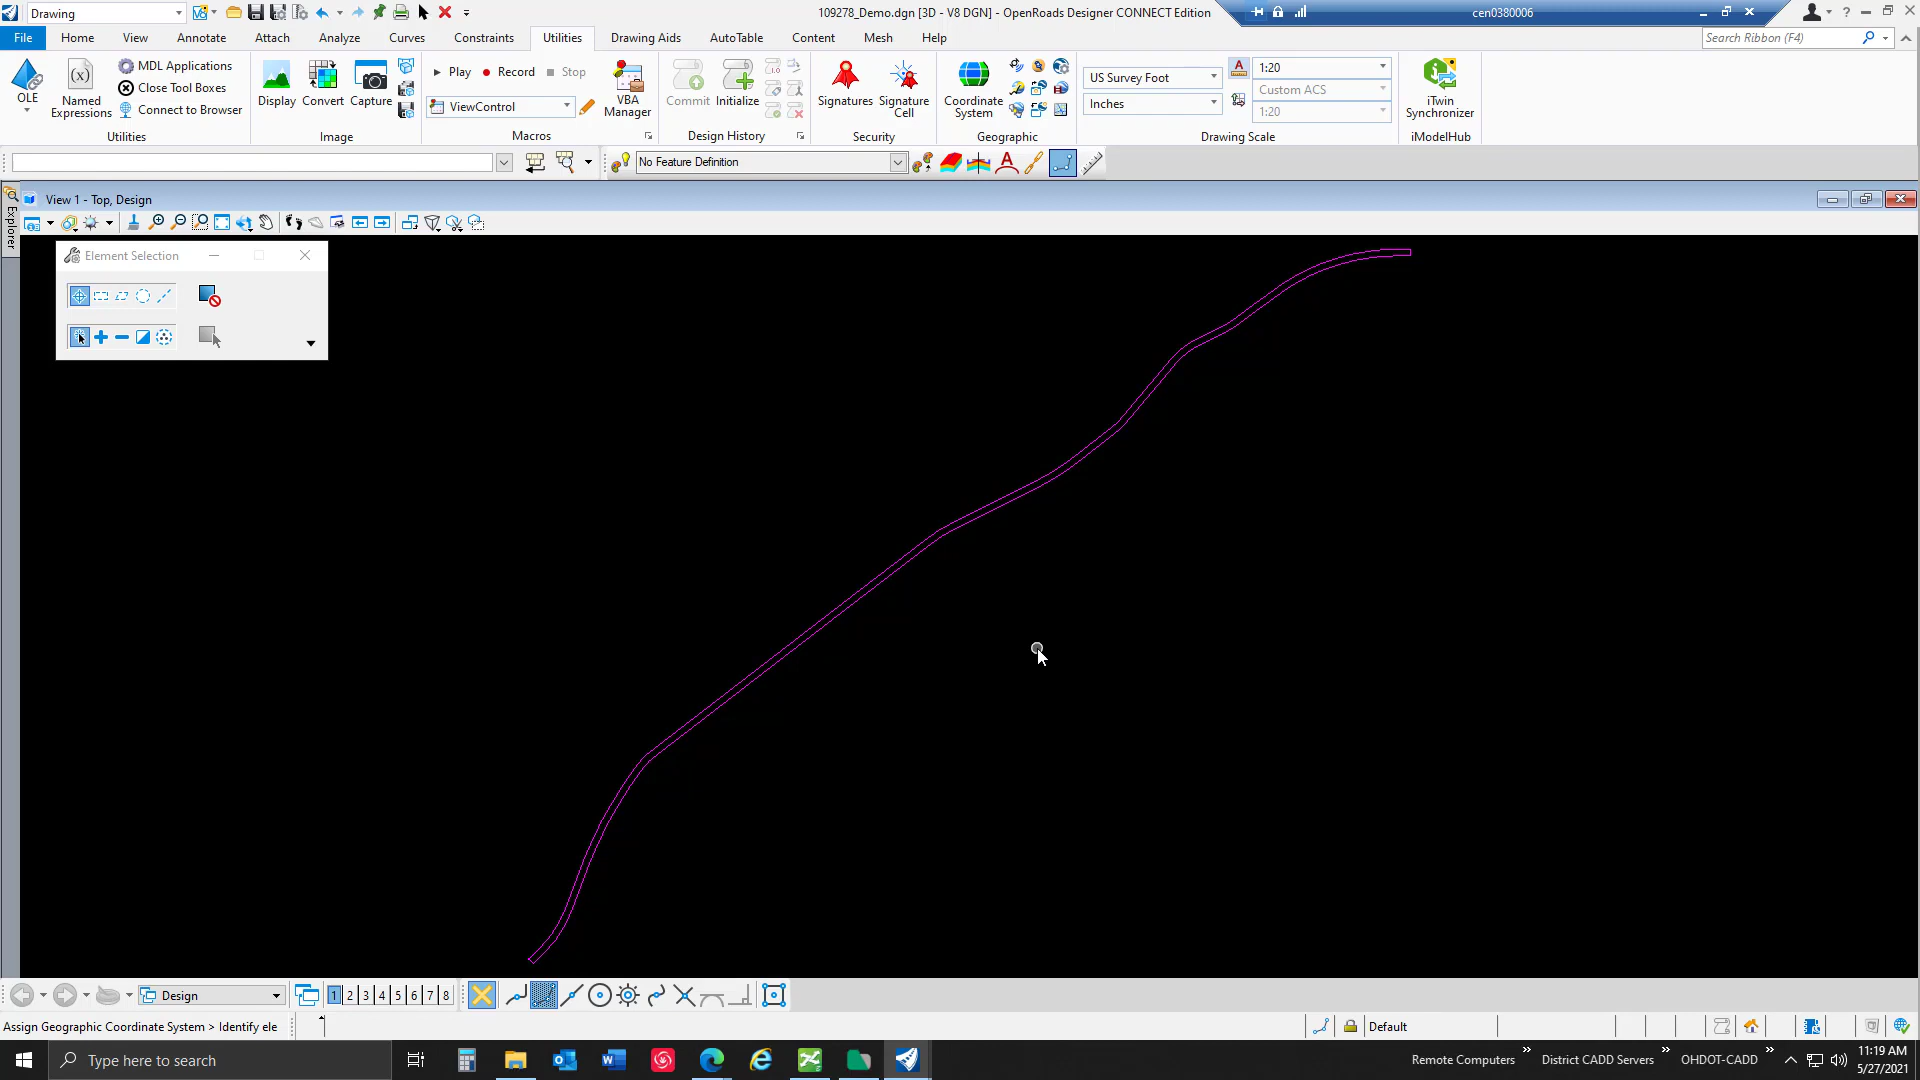 Drawing
109278_Demo.dgn [3D - V8 DGN] - OpenRoads Designer CONNECT Edition
cen0380006
File Home View Annotate Attach Analyze Curves Constraints Utilities Drawing Aids AutoTable Content Mesh Help
Search Ribbon (F4)
OLE
Named Expressions
MDL Applications
Close Tool Boxes
Connect to Browser
Utilities
Display Convert Capture
Image
Play Record Stop
ViewControl
VBA Manager
Macros
Commit Initialize
Design History
Signatures
Signature Cell
Security
Coordinate System
Geographic
US Survey Foot
Inches
1:20
Custom ACS
1:20
Drawing Scale
iTwin Synchronizer
iModelHub
No Feature Definition
Explorer
View 1 - Top, Design
Element Selection
Design
1 2 3 4 5 6 7 8
Assign Geographic Coordinate System > Identify ele
Default
Type here to search
Remote Computers
District CADD Servers
OHDOT-CADD
11:19 AM
5/27/2021